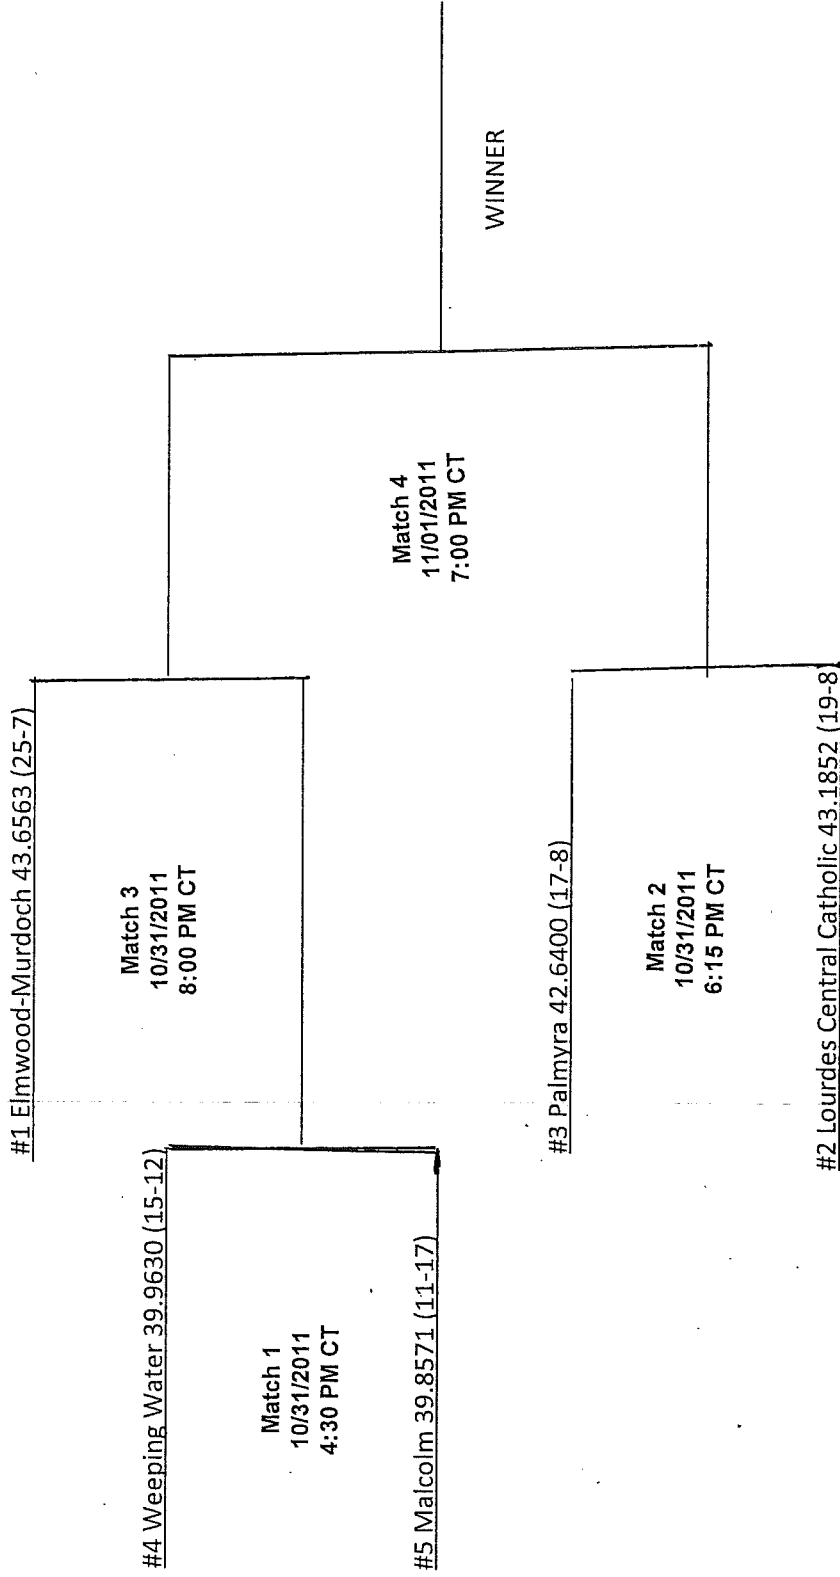 #1 Elmwood-Murdoch 43.6563 (25-7)
#4 Weeping Water 39.9630 (15-12)
Match 3
10/31/2011
8:00 PM CT
Match 1
10/31/2011
4:30 PM CT
#5 Malcolm 39.8571 (11-17)
Match 4
11/01/2011
7:00 PM CT
WINNER
#3 Palmyra 42.6400 (17-8)
Match 2
10/31/2011
6:15 PM CT
#2 Lourdes Central Catholic 43.1852 (19-8)